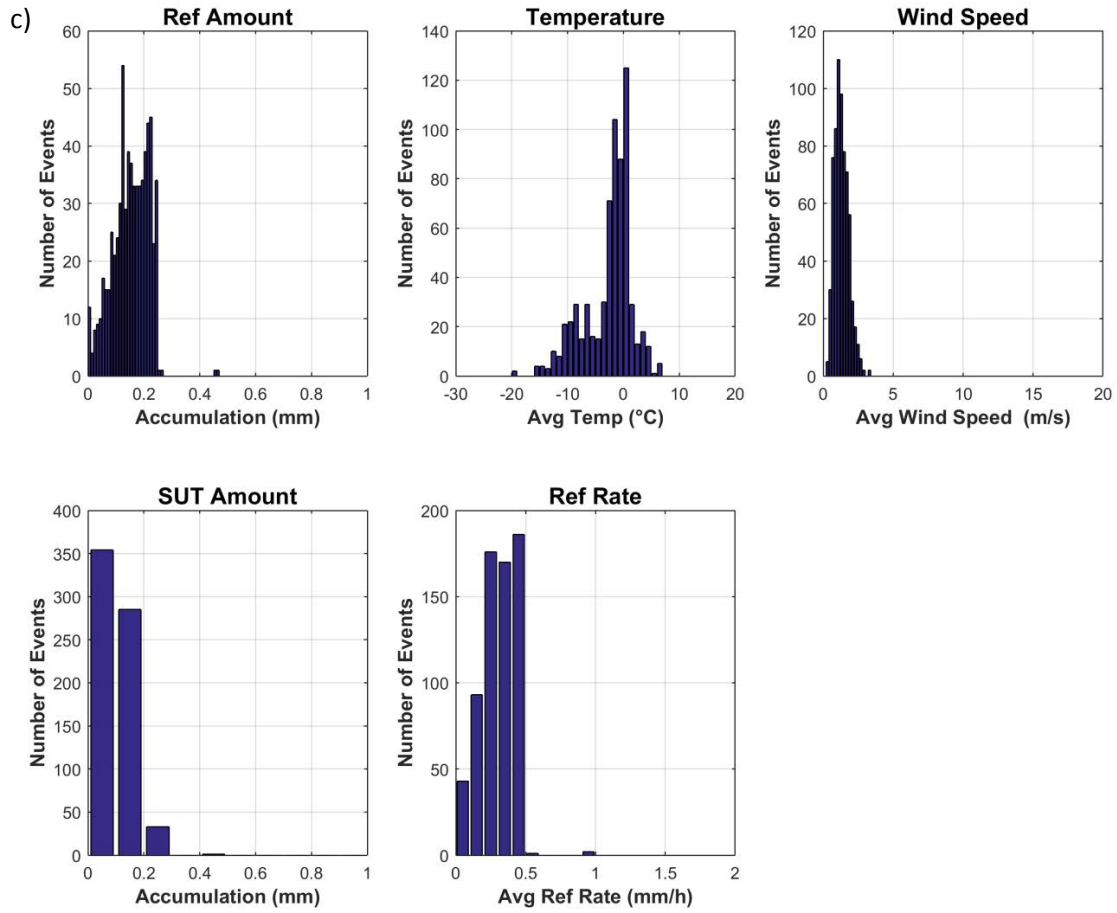 c)
Ref Amount
60
50
40
30
20
10
0
Number of Events
0 0.2 0.4 0.6 0.8 1
Accumulation (mm)
Temperature
140
120
100
80
60
40
20
0
Number of Events
-30 -20 -10 0 10 20
Avg Temp (°C)
Wind Speed
120
100
80
60
40
20
0
Number of Events
0 5 10 15 20
Avg Wind Speed (m/s)
SUT Amount
400
350
300
250
200
150
100
50
0
Number of Events
0 0.2 0.4 0.6 0.8 1
Accumulation (mm)
Ref Rate
200
150
100
50
0
Number of Events
0 0.5 1 1.5 2
Avg Ref Rate (mm/h)